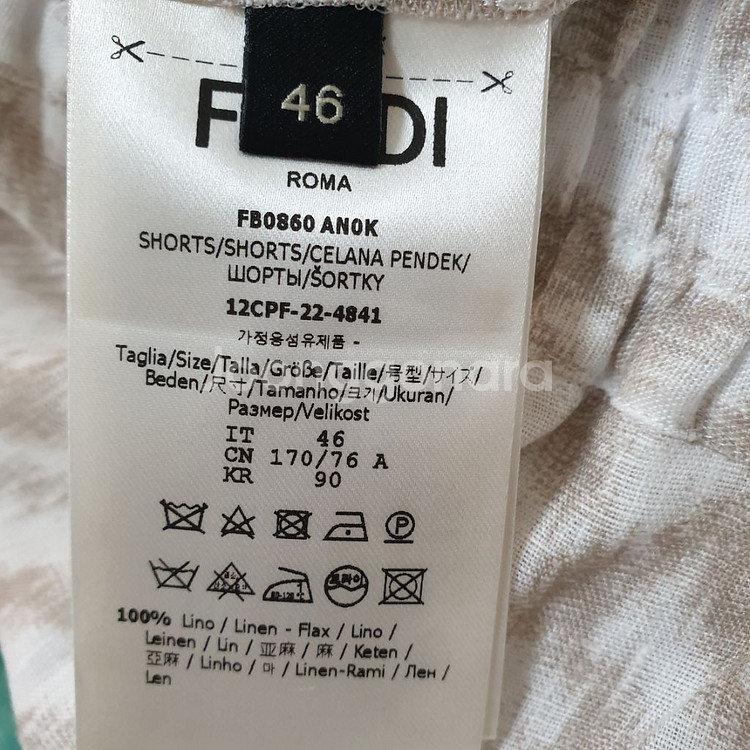 46
ROMA
FB0860 AN0K
SHORTS/SHORTS/CELANA PENDEK/
ШОРТЫ/ŠORTKY
12CPF-22-4841
가정용섬유제품 -
Taglia/Size/Talla/Größe/Taille/号型/サイズ/
Beden/尺寸/Tamanho/크기/Ukuran/
Размер/Velikost
IT 46
CN 170/76 A
KR 90
100% Lino / Linen - Flax / Lino /
Leinen / Lin / 亚麻 / 麻 / Keten /
亞麻 / Linho / 마 / Linen-Rami / Лен /
Len